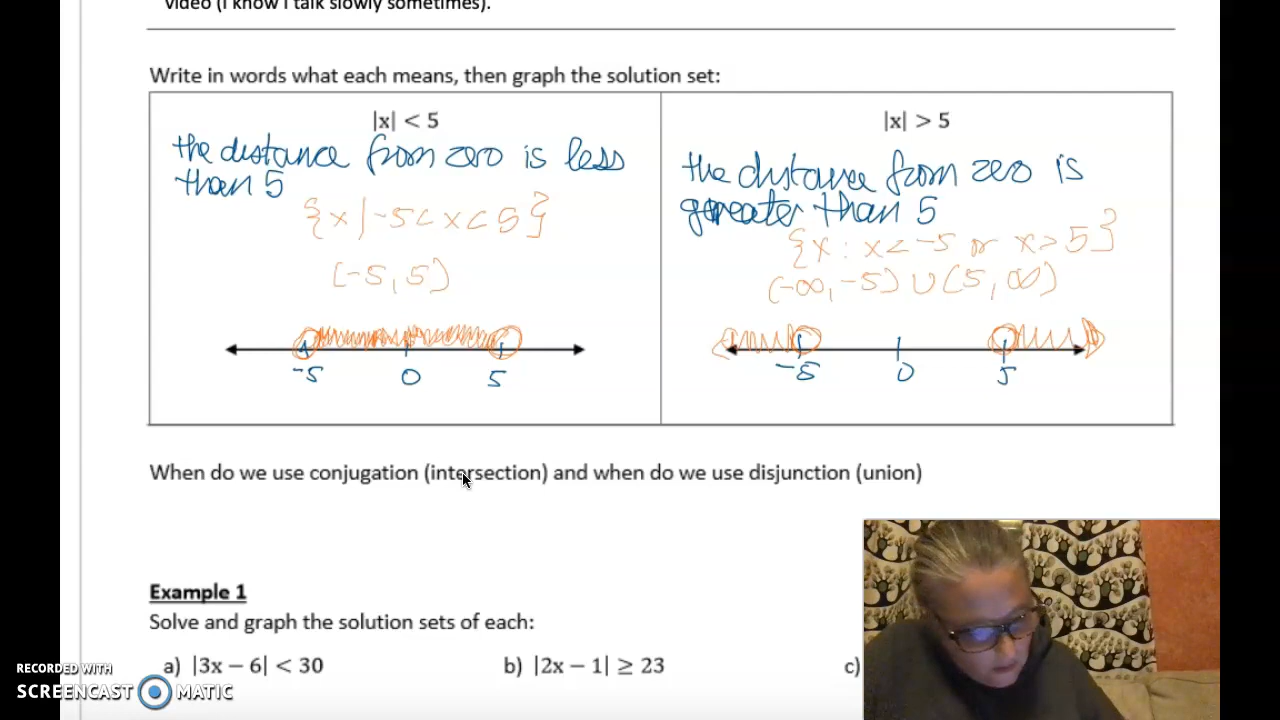 video (I know I talk slowly sometimes).
Write in words what each means, then graph the solution set:
|x| < 5
the distance from zero is less
than 5
{x | -5 < x < 5}
(-5, 5)
-5 0 5
|x| > 5
the distance from zero is
greater than 5
{x : x < -5 or x > 5}
(-∞, -5) ∪ (5, ∞)
-5 0 5
When do we use conjugation (intersection) and when do we use disjunction (union)
Example 1
Solve and graph the solution sets of each:
a) |3x − 6| < 30 b) |2x − 1| ≥ 23 c)
RECORDED WITH
SCREENCAST MATIC